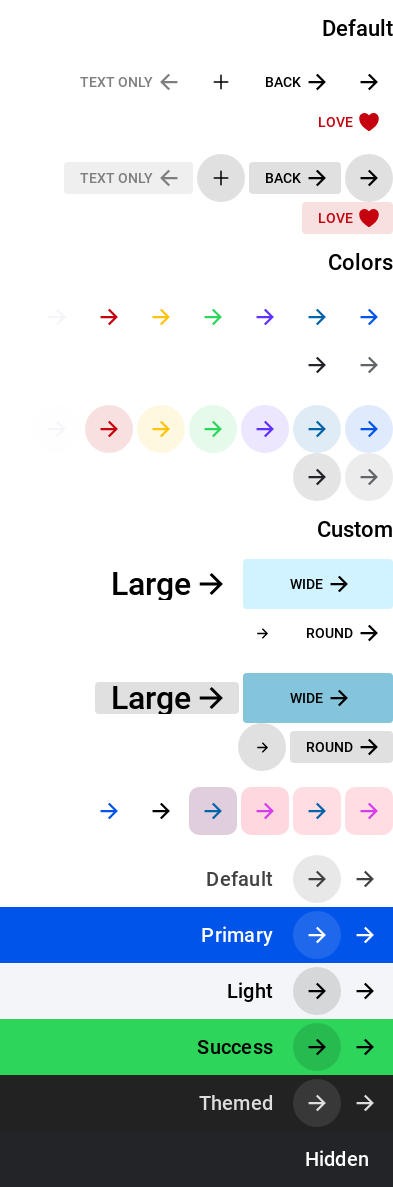 Default
TEXT ONLY BACK
LOVE
TEXT ONLY BACK
LOVE
Colors
Custom
Large WIDE
ROUND
Large WIDE
ROUND
Default
Primary
Light
Success
Themed
Hidden